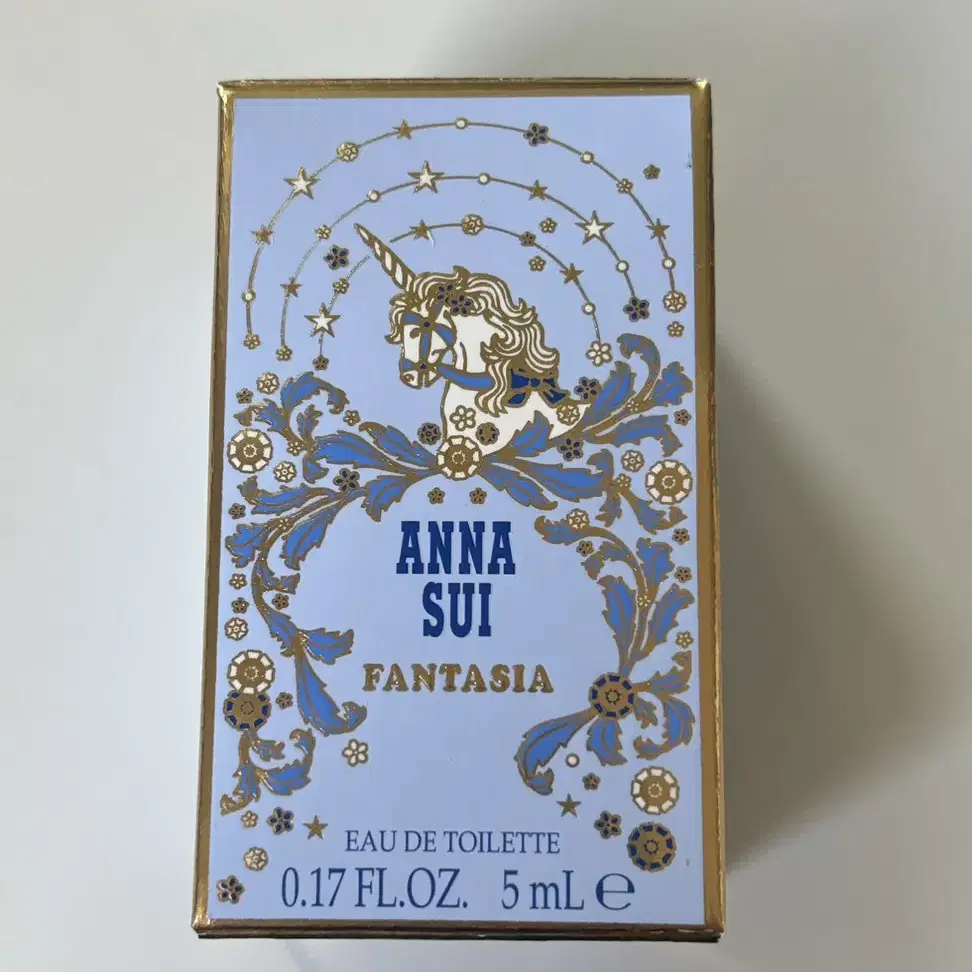 ANNA
SUI
FANTASIA
EAU DE TOILETTE
0.17 FL.OZ. 5 mL ℮